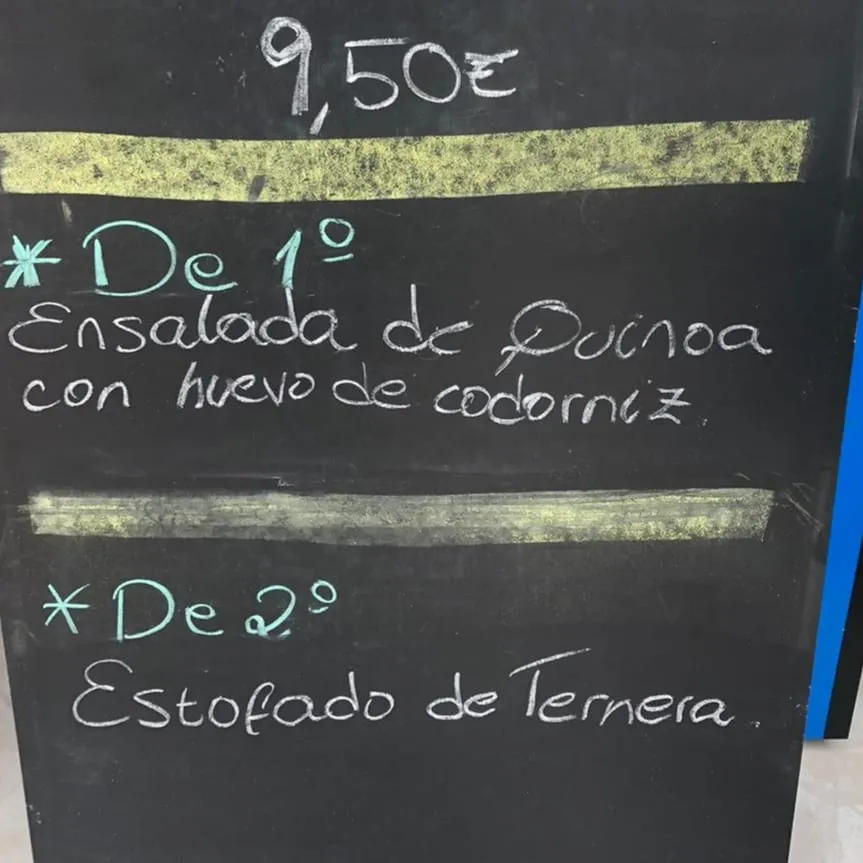 9,50€
* De 1º
Ensalada de Quinoa
con huevo de codorniz
* De 2º
Estofado de Ternera.